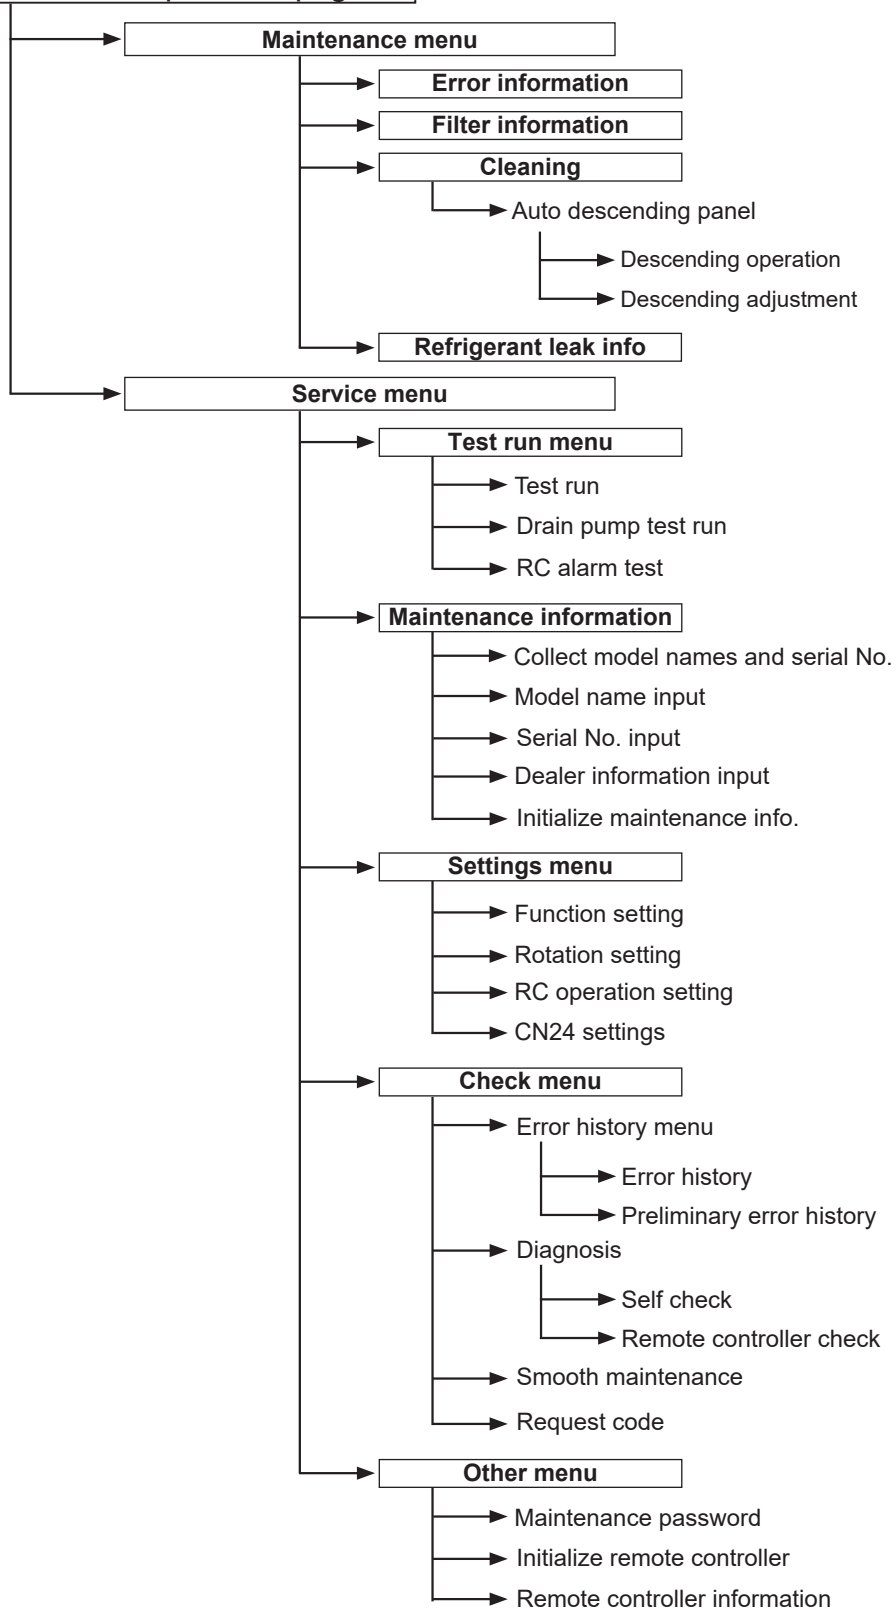 Maintenance menu
Error information
Filter information
Cleaning
Auto descending panel
Descending operation
Descending adjustment
Refrigerant leak info
Service menu
Test run menu
Test run
Drain pump test run
RC alarm test
Maintenance information
Collect model names and serial No.
Model name input
Serial No. input
Dealer information input
Initialize maintenance info.
Settings menu
Function setting
Rotation setting
RC operation setting
CN24 settings
Check menu
Error history menu
Error history
Preliminary error history
Diagnosis
Self check
Remote controller check
Smooth maintenance
Request code
Other menu
Maintenance password
Initialize remote controller
Remote controller information